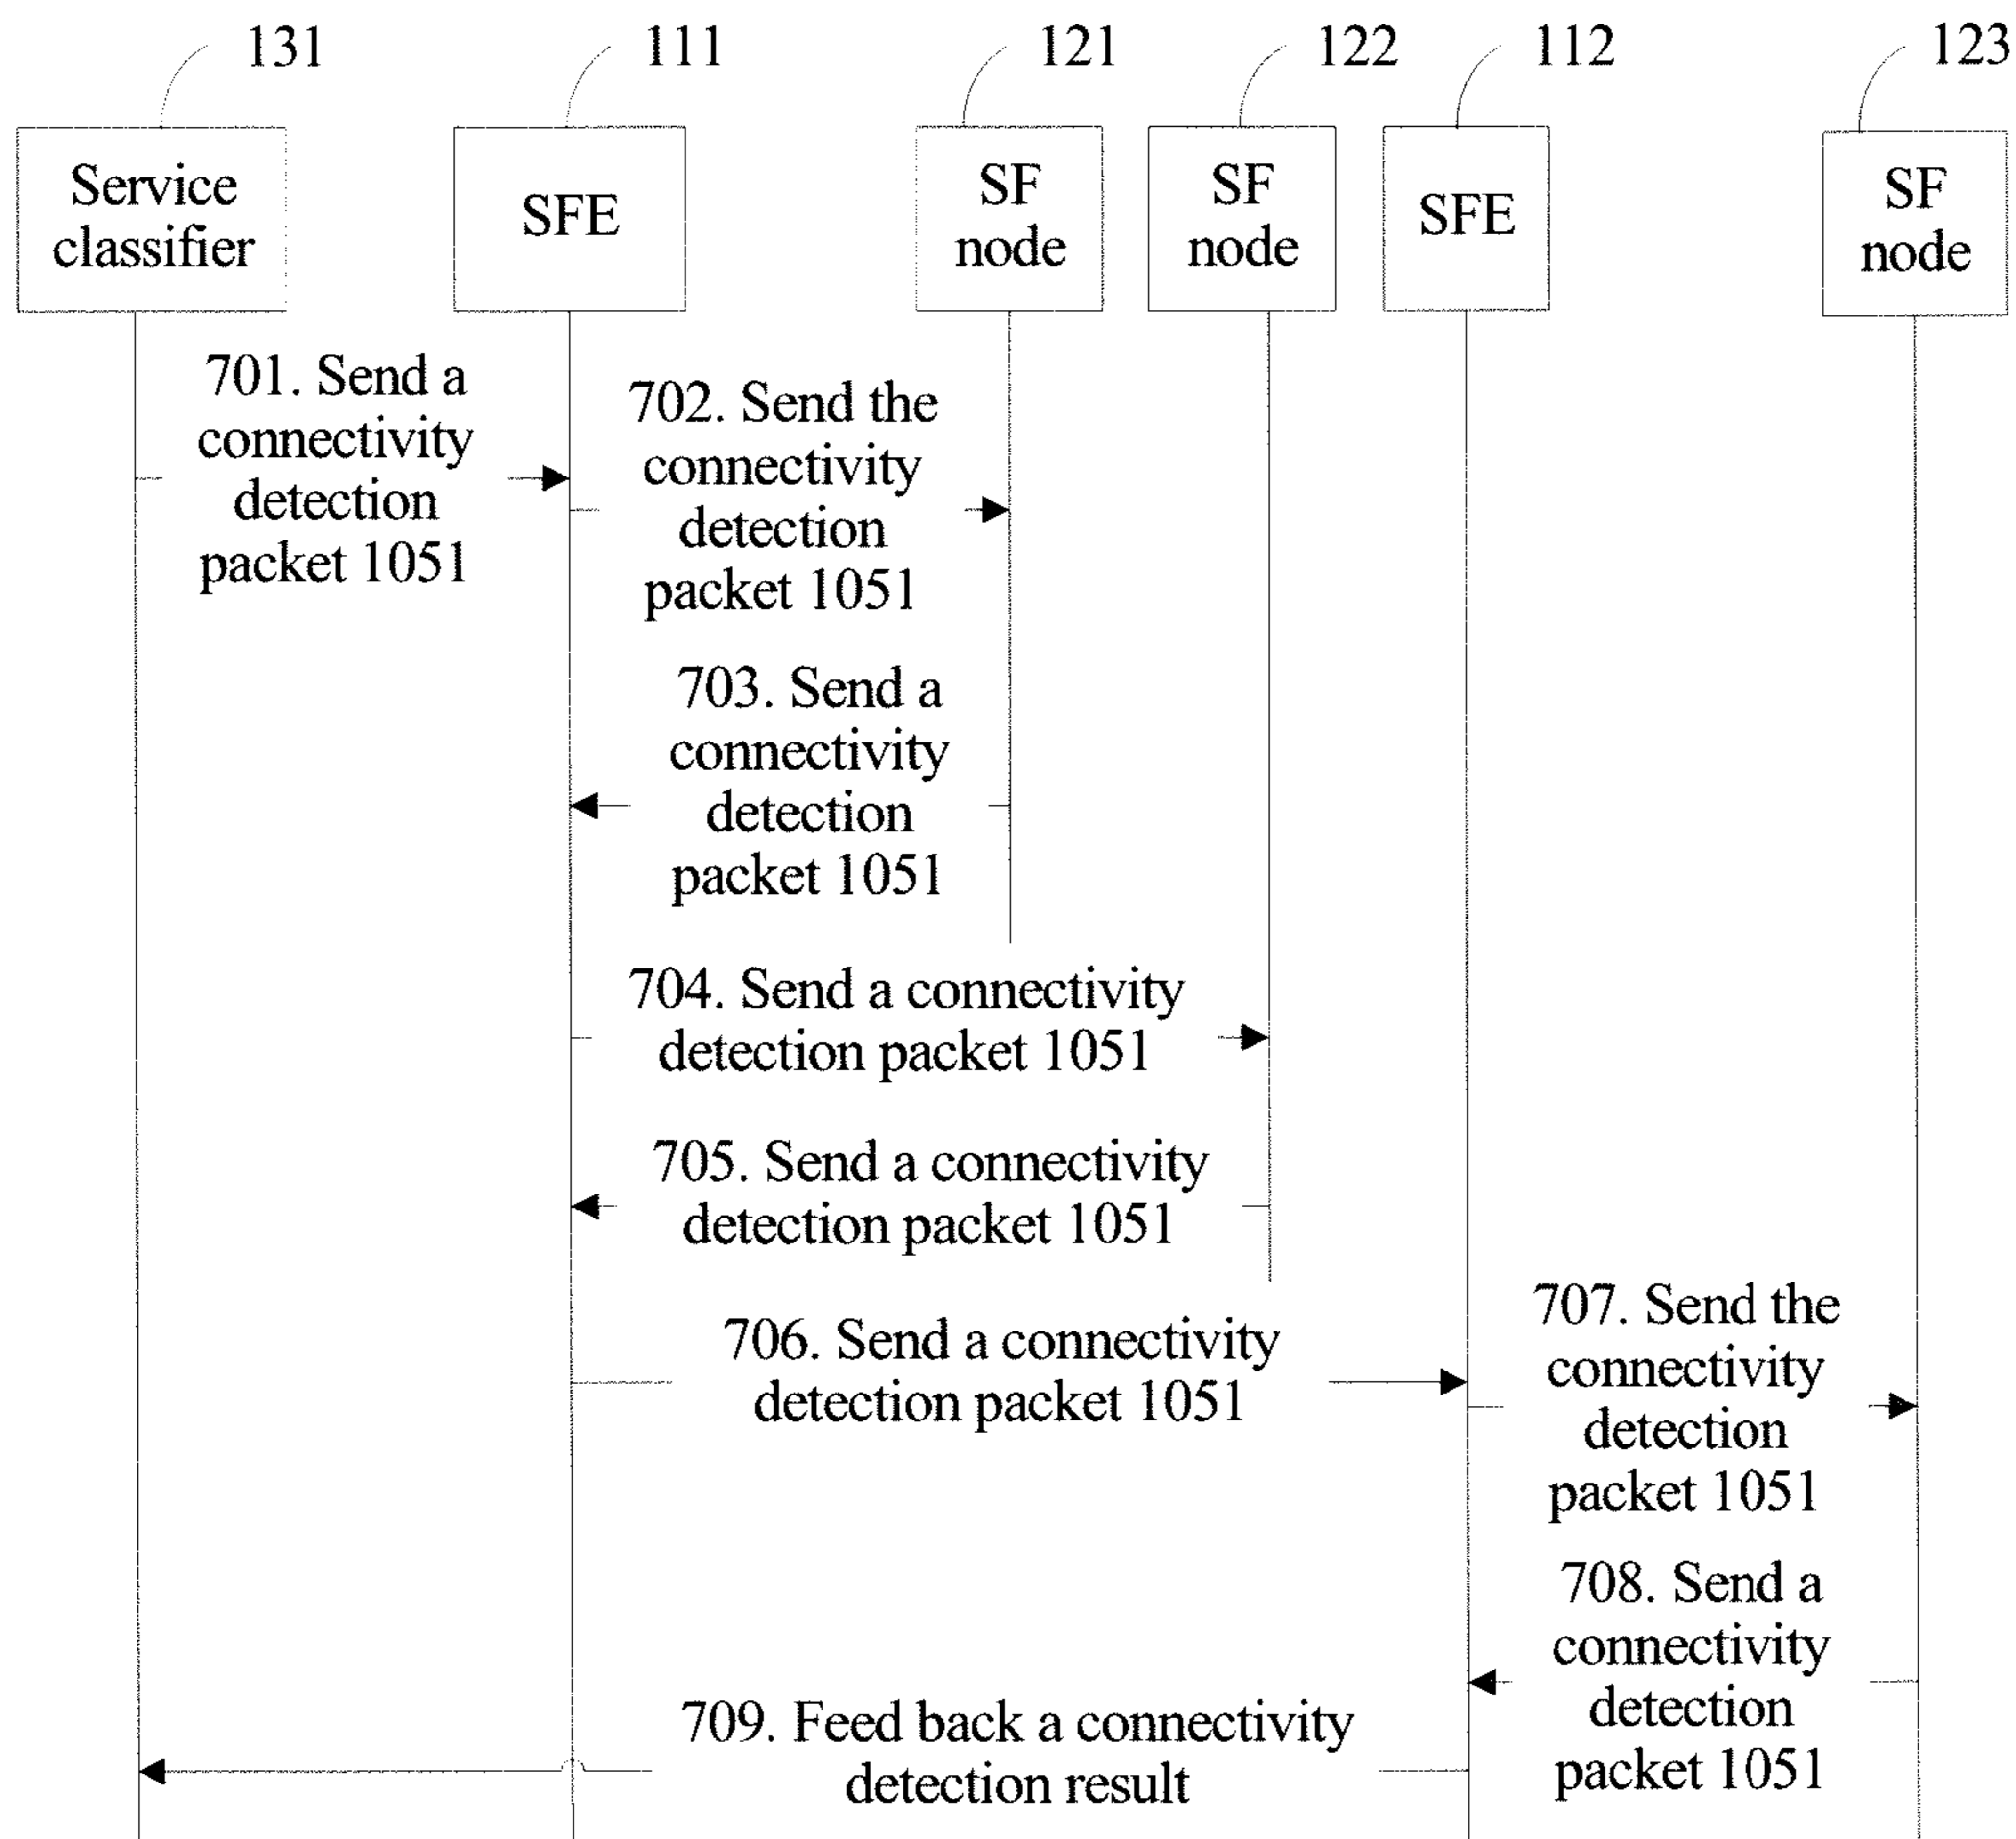 131
111
121
122
112
123
Service
classifier
SFE
SF
node
SF
node
SFE
SF
node
701. Send a
connectivity
detection
packet 1051
702. Send the
connectivity
detection
packet 1051
703. Send a
connectivity
detection
packet 1051
704. Send a connectivity
detection packet 1051
705. Send a connectivity
detection packet 1051
706. Send a connectivity
detection packet 1051
707. Send the
connectivity
detection
packet 1051
708. Send a
connectivity
detection
packet 1051
709. Feed back a connectivity
detection result